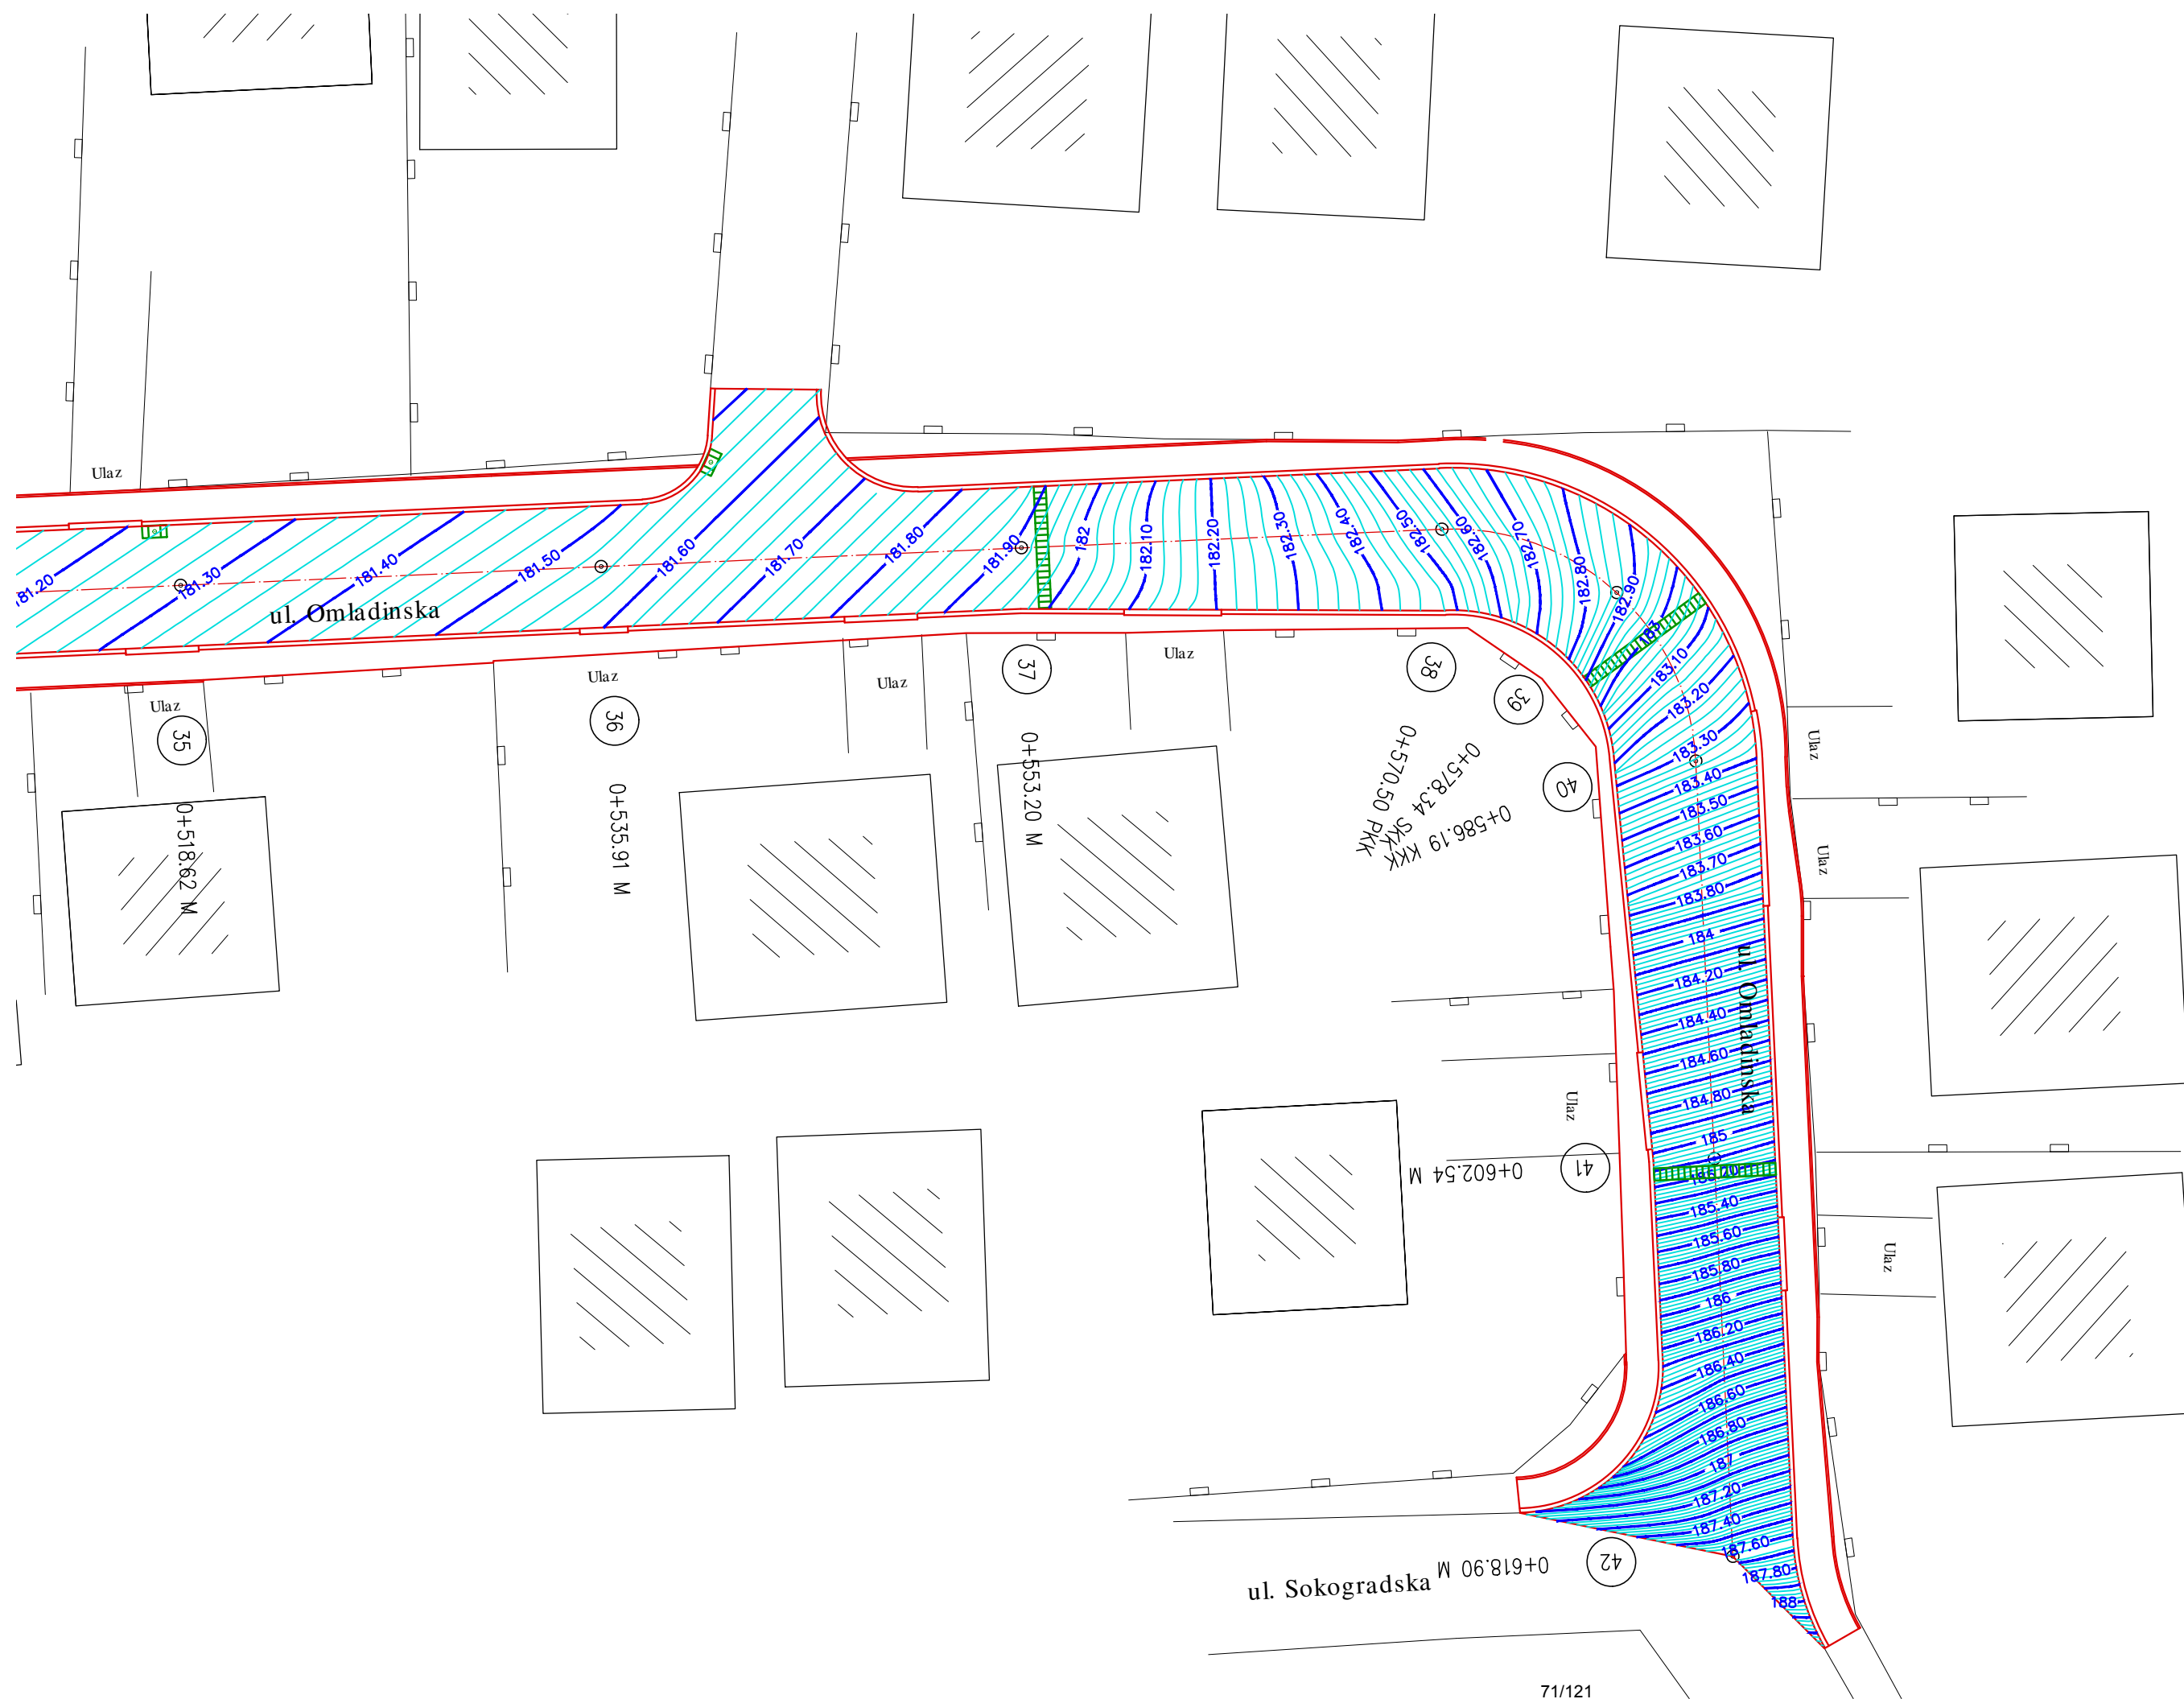 Ulaz
181.20
181.30
181.40
181.50
181.60
181.70
181.80
181.90
182
182.10
182.20
182.30
182.40
182.50
182.60
182.70
182.80
182.90
183
183.10
183.20
183.30
183.40
183.50
183.60
183.70
183.80
184
184.20
184.40
184.60
184.80
185
185.20
185.40
185.60
185.80
186
186.20
186.40
186.60
186.80
187
187.20
187.40
187.60
187.80
188
ul. Omladinska
Ulaz
Ulaz
Ulaz
Ulaz
35
36
37
38
39
40
41
42
0+518.62 M
0+535.91 M
0+553.20 M
0+570.50 PKK
0+578.34 SKK
0+586.19 KKK
0+602.54 M
0+618.90 M
Ulaz
Ulaz
Ulaz
Ulaz
ul. Omladinska
ul. Sokogradska
71/121